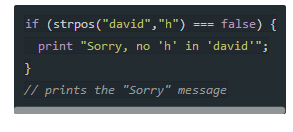 if (strpos("david","h") === false) {
  print "Sorry, no 'h' in 'david'";
}
// prints the "Sorry" message